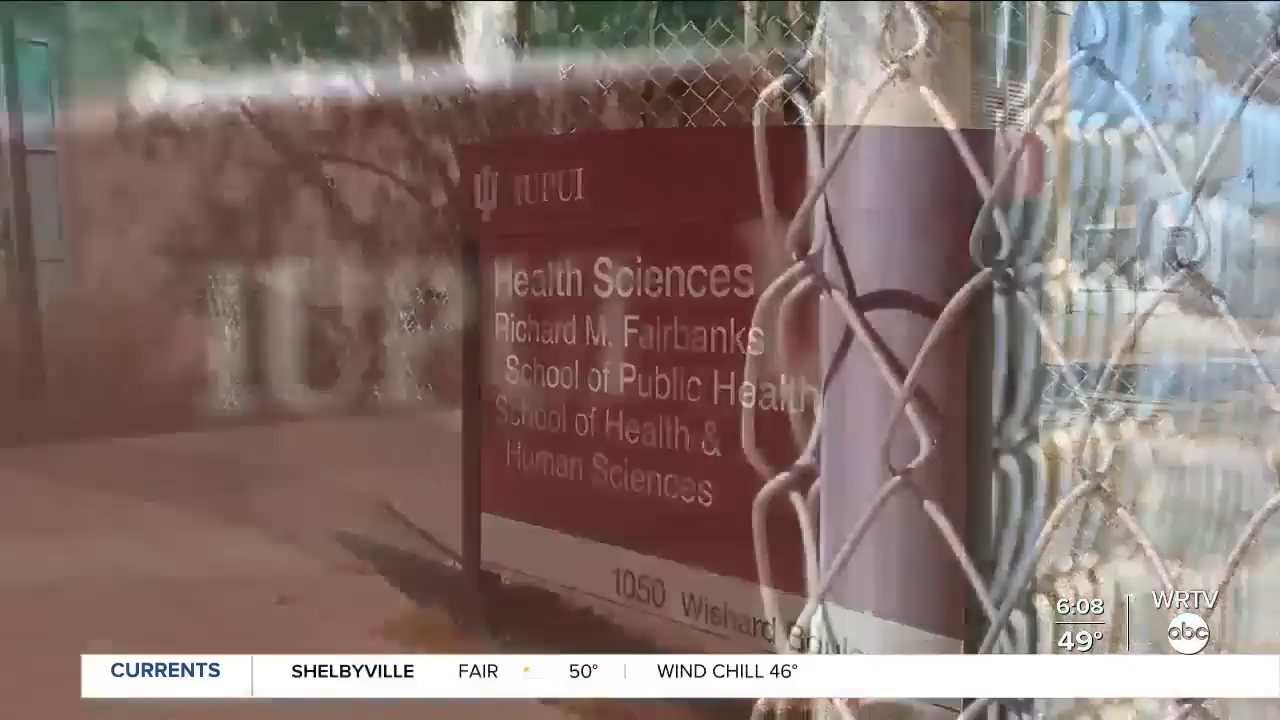 IUPUI
Health Sciences
Richard M. Fairbanks
School of Public Health
School of Health &
Human Sciences
1050 Wishard
6:08
49°
WRTV
abc
CURRENTS SHELBYVILLE FAIR 50° WIND CHILL 46°